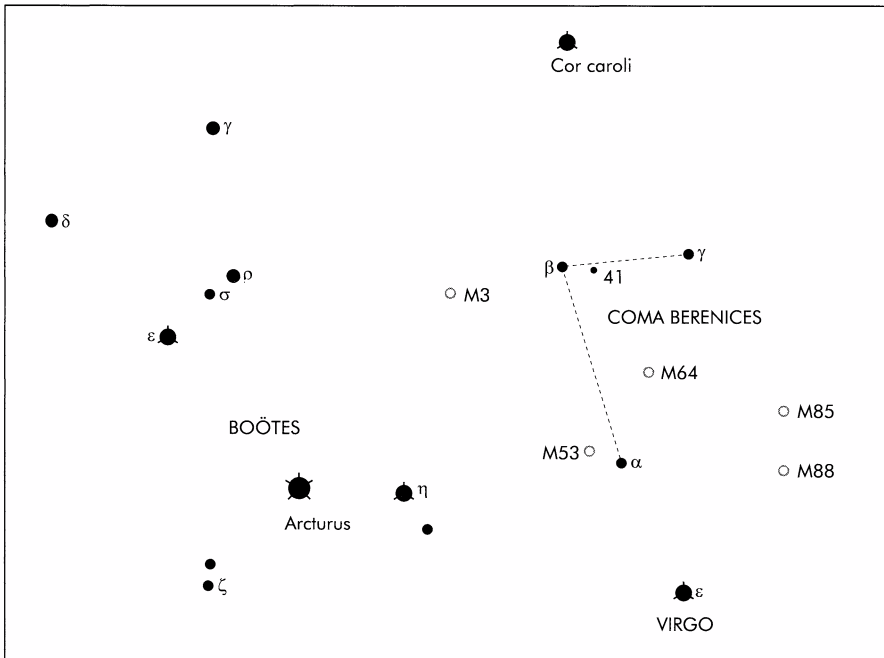 Cor caroli
γ
δ
β
γ
41
ρ
σ
M3
COMA BERENICES
ε
M64
M85
BOÖTES
M53
α
M88
η
Arcturus
ζ
ε
VIRGO